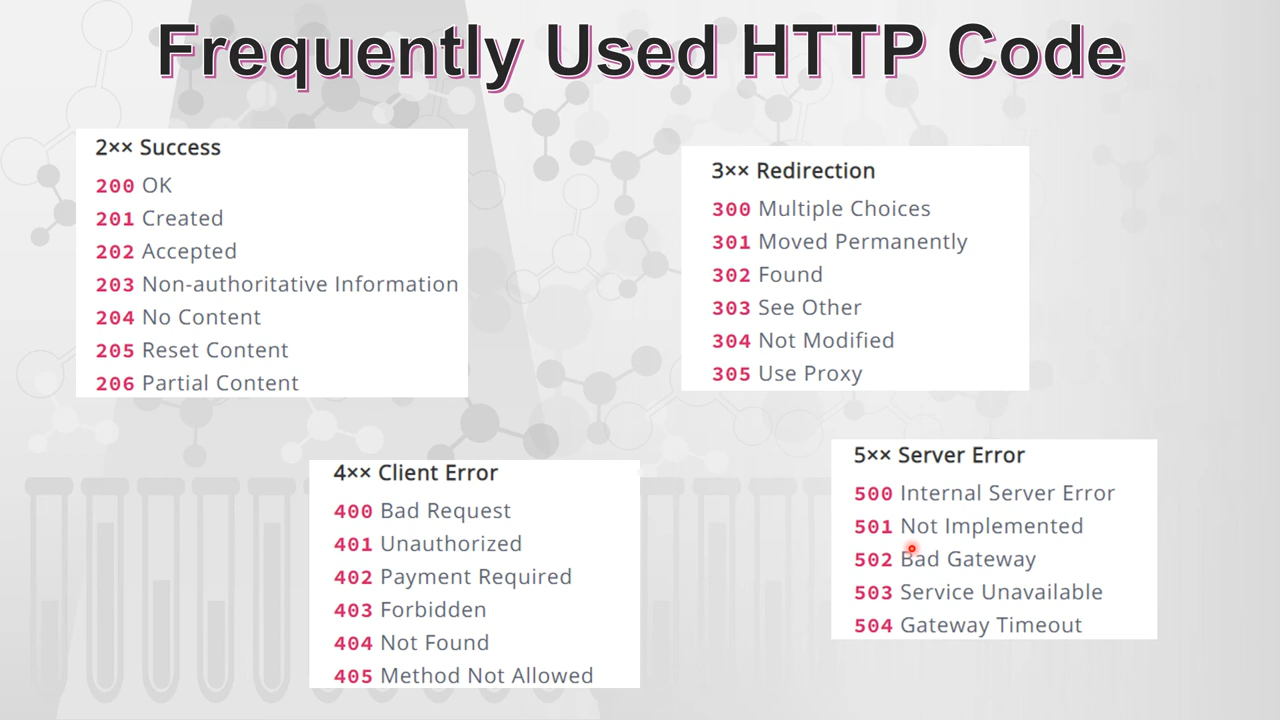 Frequently Used HTTP Code
2×× Success
200 OK
201 Created
202 Accepted
203 Non-authoritative Information
204 No Content
205 Reset Content
206 Partial Content
3×× Redirection
300 Multiple Choices
301 Moved Permanently
302 Found
303 See Other
304 Not Modified
305 Use Proxy
4×× Client Error
400 Bad Request
401 Unauthorized
402 Payment Required
403 Forbidden
404 Not Found
405 Method Not Allowed
5×× Server Error
500 Internal Server Error
501 Not Implemented
502 Bad Gateway
503 Service Unavailable
504 Gateway Timeout